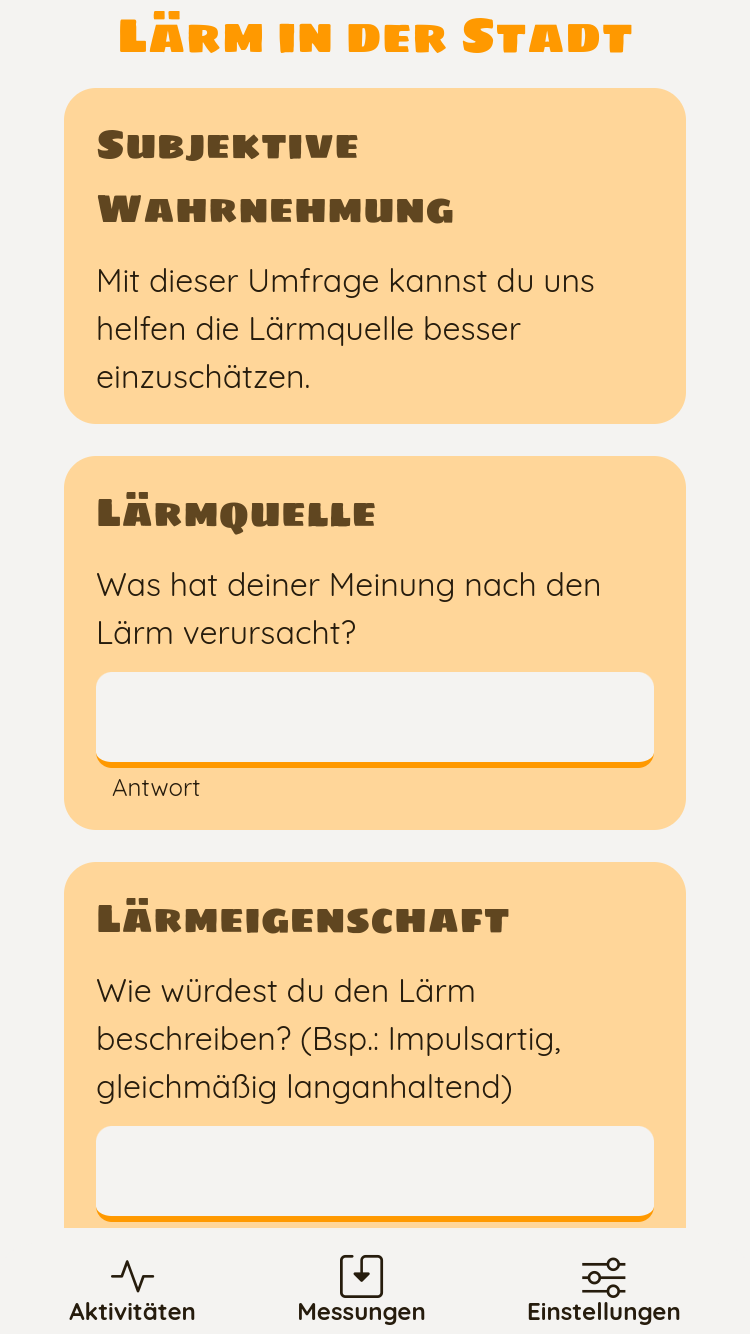 Lärm in der Stadt
Subjektive
Wahrnehmung
Mit dieser Umfrage kannst du uns
helfen die Lärmquelle besser
einzuschätzen.
Lärmquelle
Was hat deiner Meinung nach den
Lärm verursacht?
Antwort
Lärmeigenschaft
Wie würdest du den Lärm
beschreiben? (Bsp.: Impulsartig,
gleichmäßig langanhaltend)
Aktivitäten Messungen Einstellungen